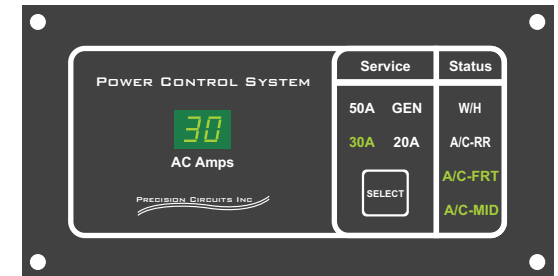 POWER CONTROL SYSTEM
30
AC Amps
PRECISION CIRCUITS INC
Service
50A GEN
30A 20A
SELECT
Status
W/H
A/C-RR
A/C-FRT
A/C-MID